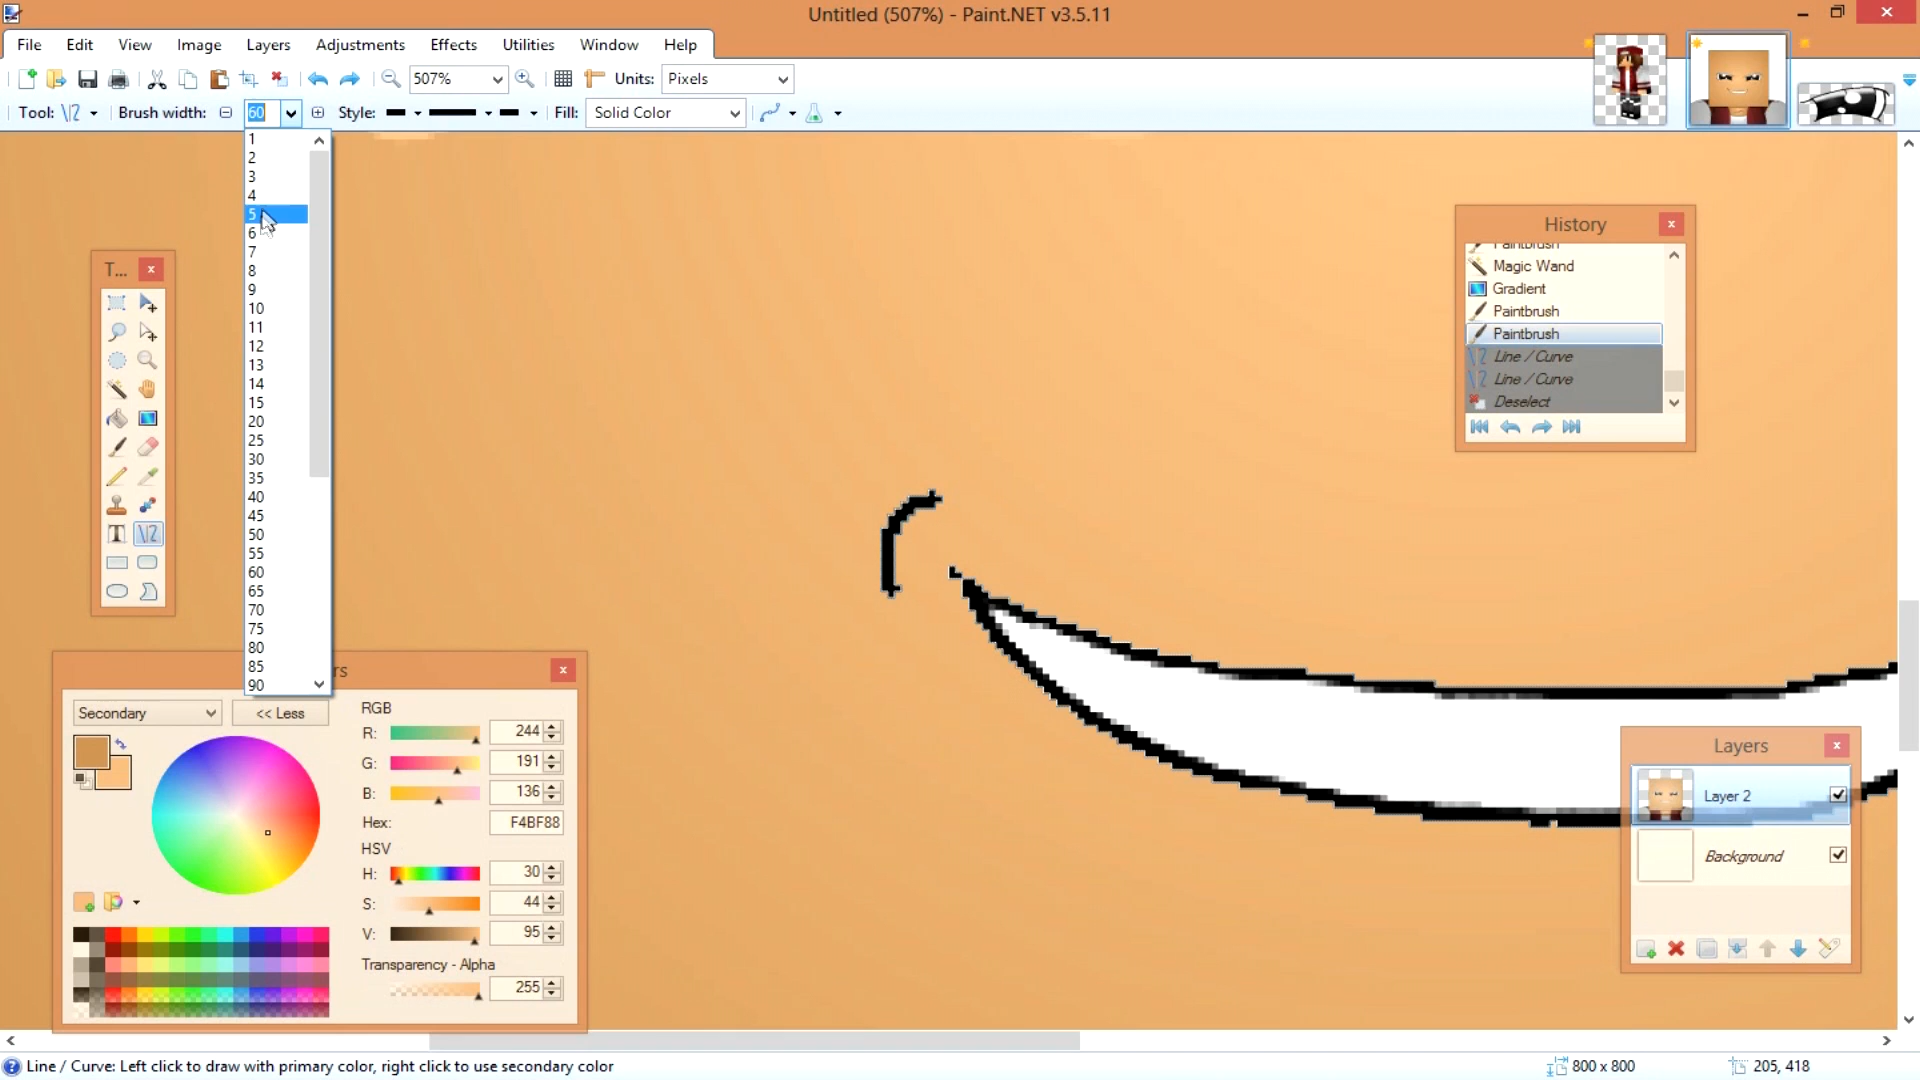 Untitled (507%) - Paint.NET v3.5.11
File Edit View Image Layers Adjustments Effects Utilities Window Help
507% Units: Pixels
Tool: Brush width: 60 Style: Fill: Solid Color
1
2
3
4
5
6
7
8
9
10
11
12
13
14
15
20
25
30
35
40
45
50
55
60
65
70
75
80
85
90
T...
History
Paintbrush
Magic Wand
Gradient
Paintbrush
Paintbrush
Line / Curve
Line / Curve
Deselect
rs
Secondary
<< Less
RGB
R: 244
G: 191
B: 136
Hex: F4BF88
HSV
H: 30
S: 44
V: 95
Transparency - Alpha
255
Layers
Layer 2
Background
Line / Curve: Left click to draw with primary color, right click to use secondary color
800 x 800
205, 418